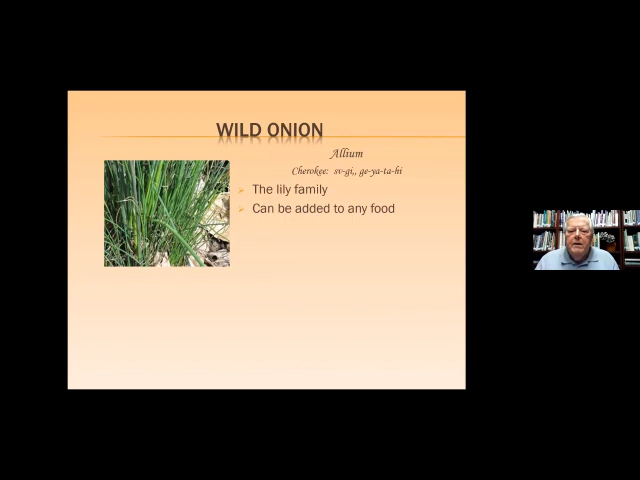 WILD ONION
Allium
Cherokee: sv-gi,, ge-ya-ta-hi
The lily family
Can be added to any food